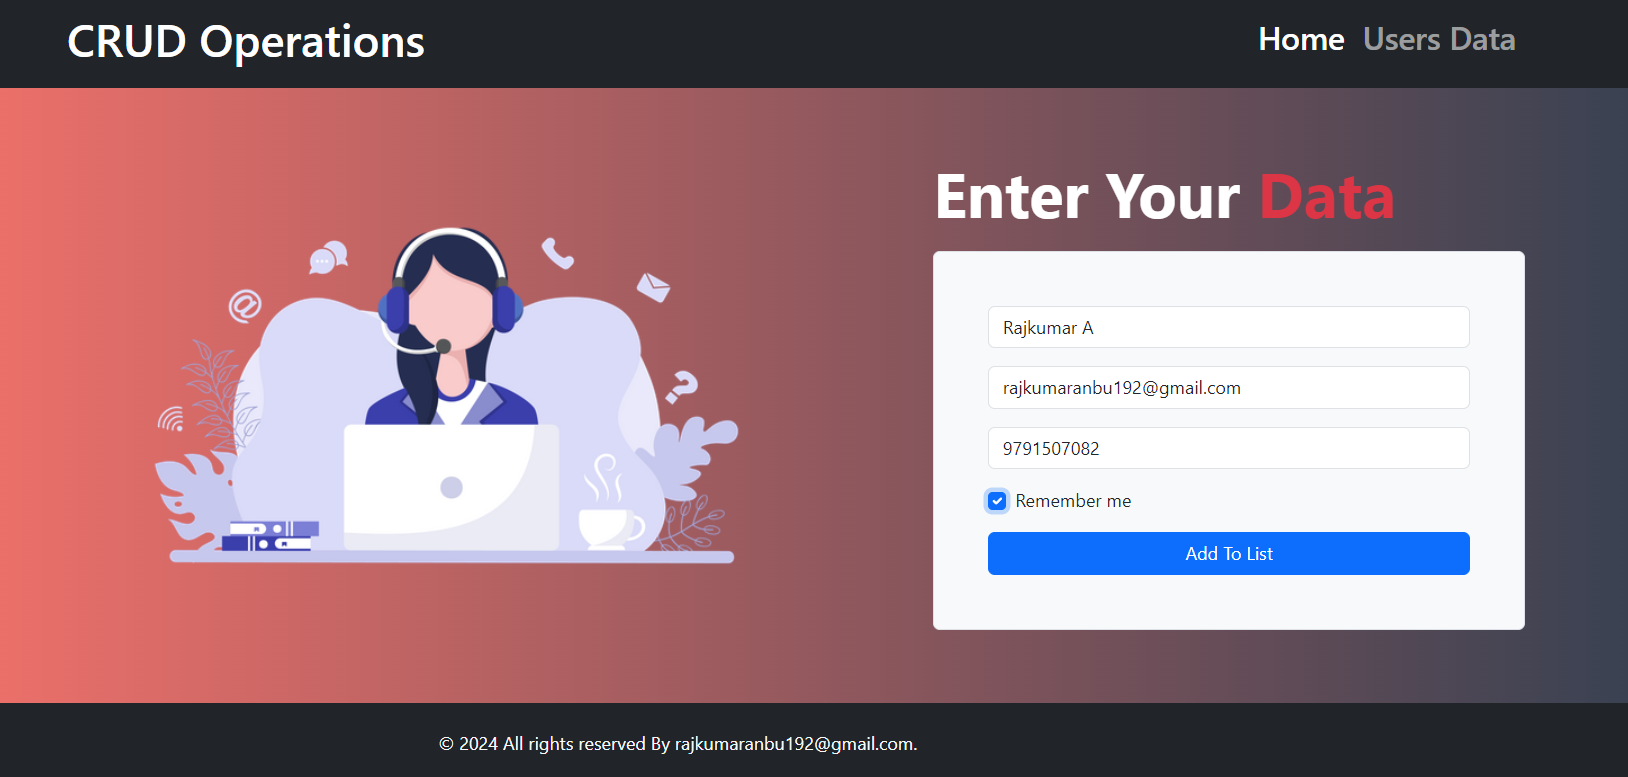 CRUD Operations
Home Users Data
Enter Your Data
Rajkumar A
rajkumaranbu192@gmail.com
9791507082
Remember me
Add To List
© 2024 All rights reserved By rajkumaranbu192@gmail.com.